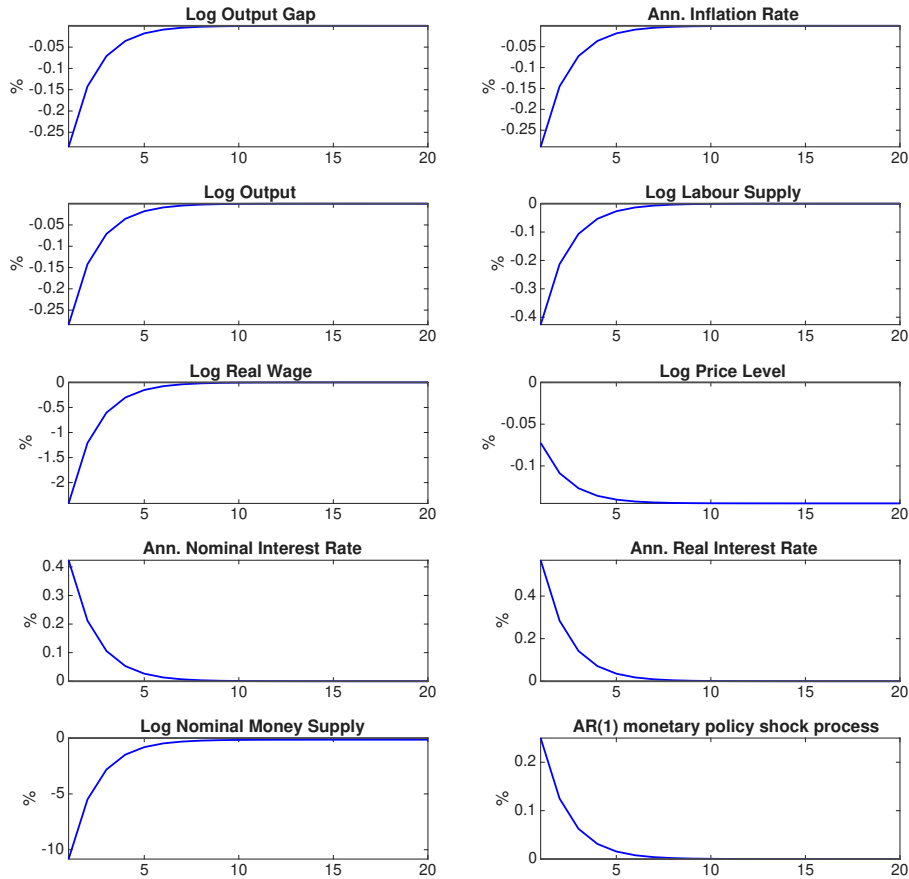 Log Output Gap
-0.05
-0.1
-0.15
-0.2
-0.25
%
5 10 15 20
Ann. Inflation Rate
-0.05
-0.1
-0.15
-0.2
-0.25
%
5 10 15 20
Log Output
-0.05
-0.1
-0.15
-0.2
-0.25
%
5 10 15 20
Log Labour Supply
0
-0.1
-0.2
-0.3
-0.4
%
5 10 15 20
Log Real Wage
0
-0.5
-1
-1.5
-2
%
5 10 15 20
Log Price Level
0
-0.05
-0.1
%
5 10 15 20
Ann. Nominal Interest Rate
0.4
0.3
0.2
0.1
0
%
5 10 15 20
Ann. Real Interest Rate
0.4
0.2
0
%
5 10 15 20
Log Nominal Money Supply
0
-5
-10
%
5 10 15 20
AR(1) monetary policy shock process
0.2
0.1
0
%
5 10 15 20